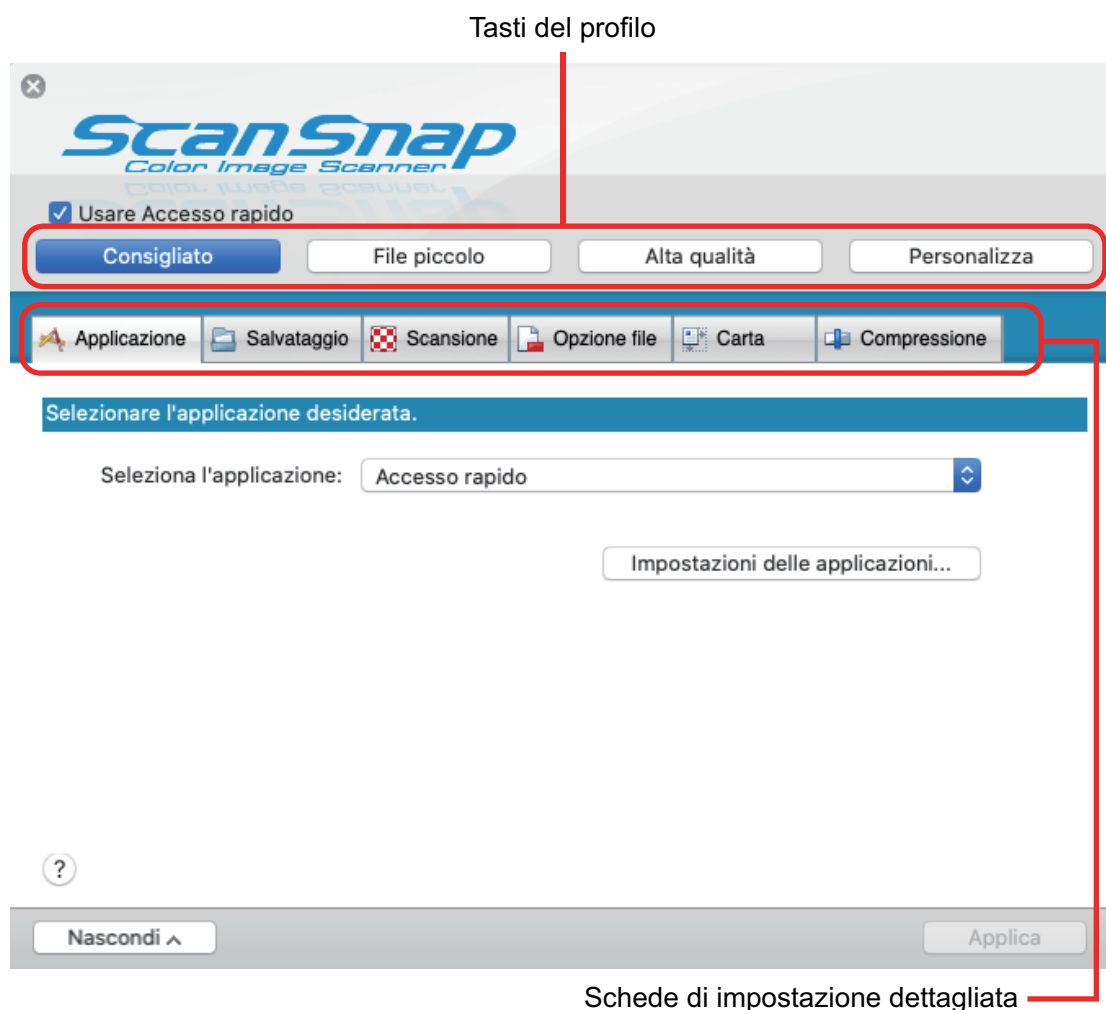 Tasti del profilo
ScanSnap
Color Image Scanner
Usare Accesso rapido
Consigliato File piccolo Alta qualità Personalizza
Applicazione Salvataggio Scansione Opzione file Carta Compressione
Selezionare l'applicazione desiderata.
Seleziona l'applicazione: Accesso rapido
Impostazioni delle applicazioni...
?
Nascondi Applica
Schede di impostazione dettagliata